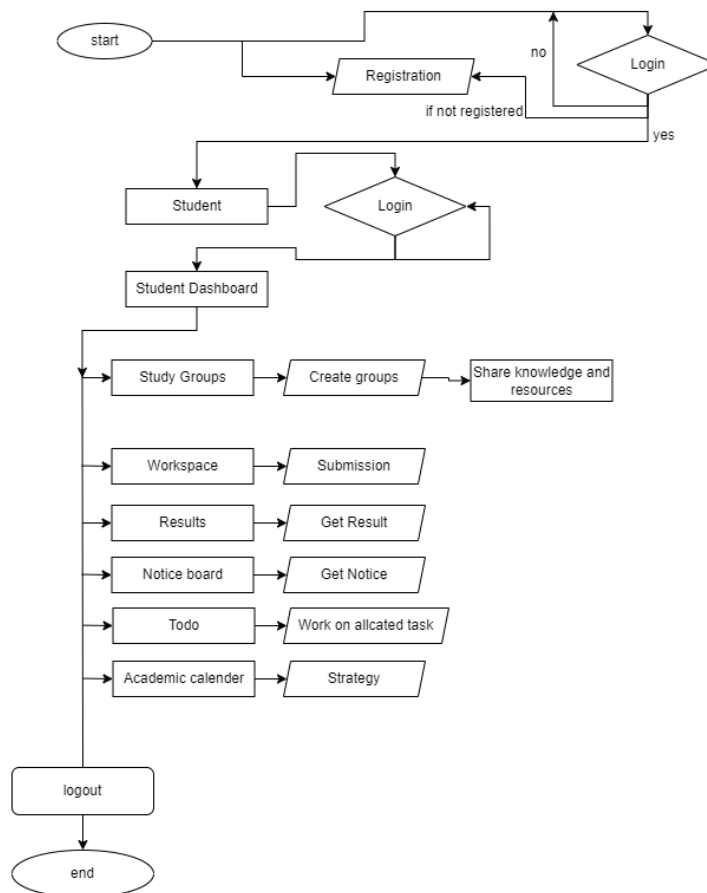 start
no
Login
Registration
if not registered
yes
Student
Login
Student Dashboard
Study Groups
Create groups
Share knowledge and
resources
Workspace
Submission
Results
Get Result
Notice board
Get Notice
Todo
Work on allcated task
Academic calender
Strategy
logout
end